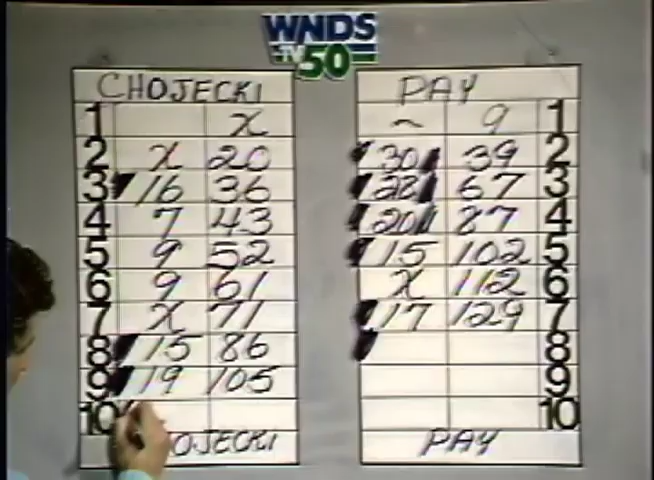 WNDS
TV 50
CHOJECKI
1 X
2 X 20
3 16 36
4 7 43
5 9 52
6 9 61
7 X 71
8 15 86
9 19 105
10
CHOJECKI
PAY
~ 9 1
30 39 2
28 67 3
20 87 4
15 102 5
X 112 6
17 129 7
8
9
10
PAY